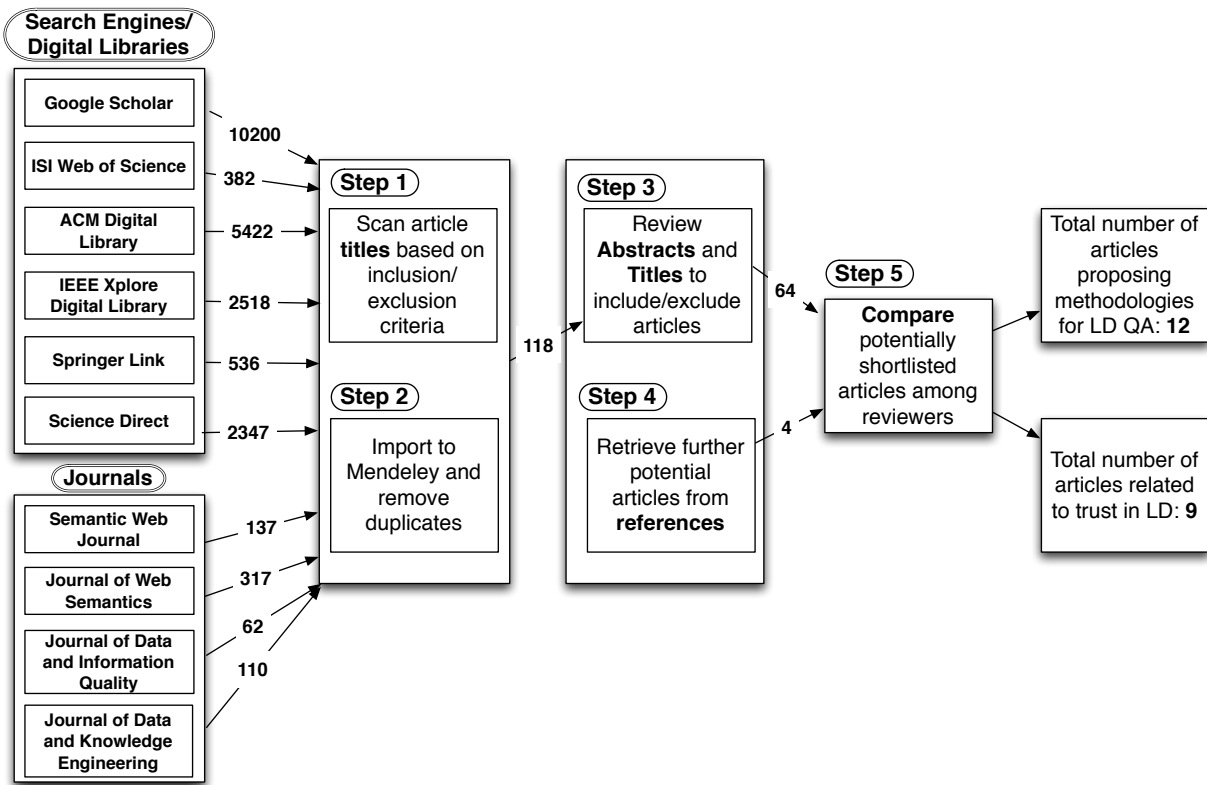 Search Engines/
Digital Libraries
Google Scholar
10200
ISI Web of Science
382
ACM Digital
Library
5422
IEEE Xplore
Digital Library
2518
Springer Link
536
Science Direct
2347
Journals
Semantic Web
Journal
137
Journal of Web
Semantics
317
Journal of Data
and Information
Quality
62
Journal of Data
and Knowledge
Engineering
110
Step 1
Scan article
titles based on
inclusion/
exclusion
criteria
Step 2
Import to
Mendeley and
remove
duplicates
118
Step 3
Review
Abstracts and
Titles to
include/exclude
articles
64
Step 4
Retrieve further
potential
articles from
references
4
Step 5
Compare
potentially
shortlisted
articles among
reviewers
Total number of
articles
proposing
methodologies
for LD QA: 12
Total number of
articles related
to trust in LD: 9